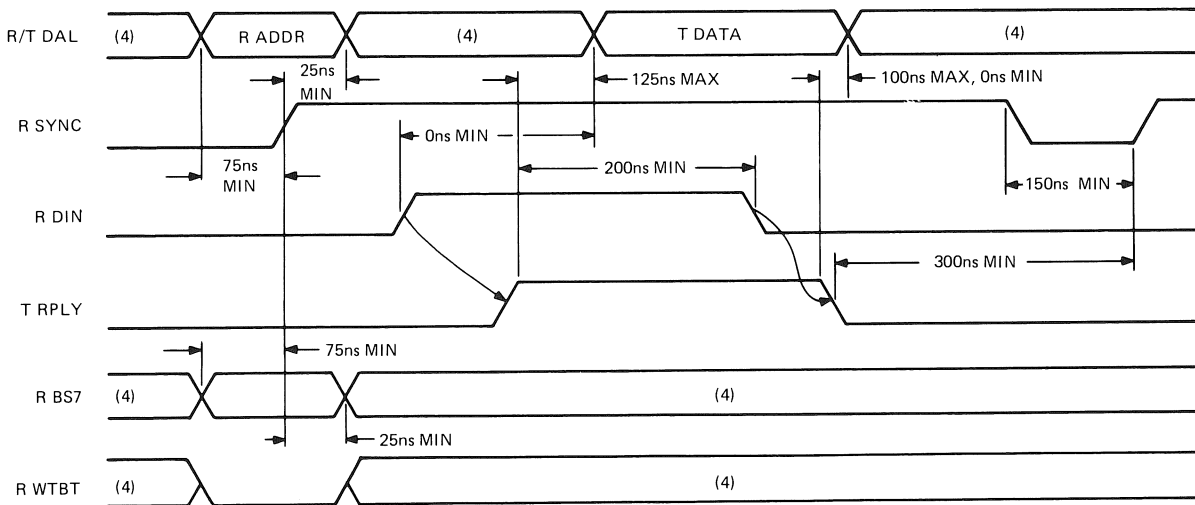 R/T DAL (4) R ADDR (4) T DATA (4)
25ns MIN
125ns MAX
100ns MAX, 0ns MIN
R SYNC
0ns MIN
75ns MIN
200ns MIN
150ns MIN
R DIN
300ns MIN
T RPLY
75ns MIN
R BS7 (4) (4)
25ns MIN
R WTBT (4) (4)